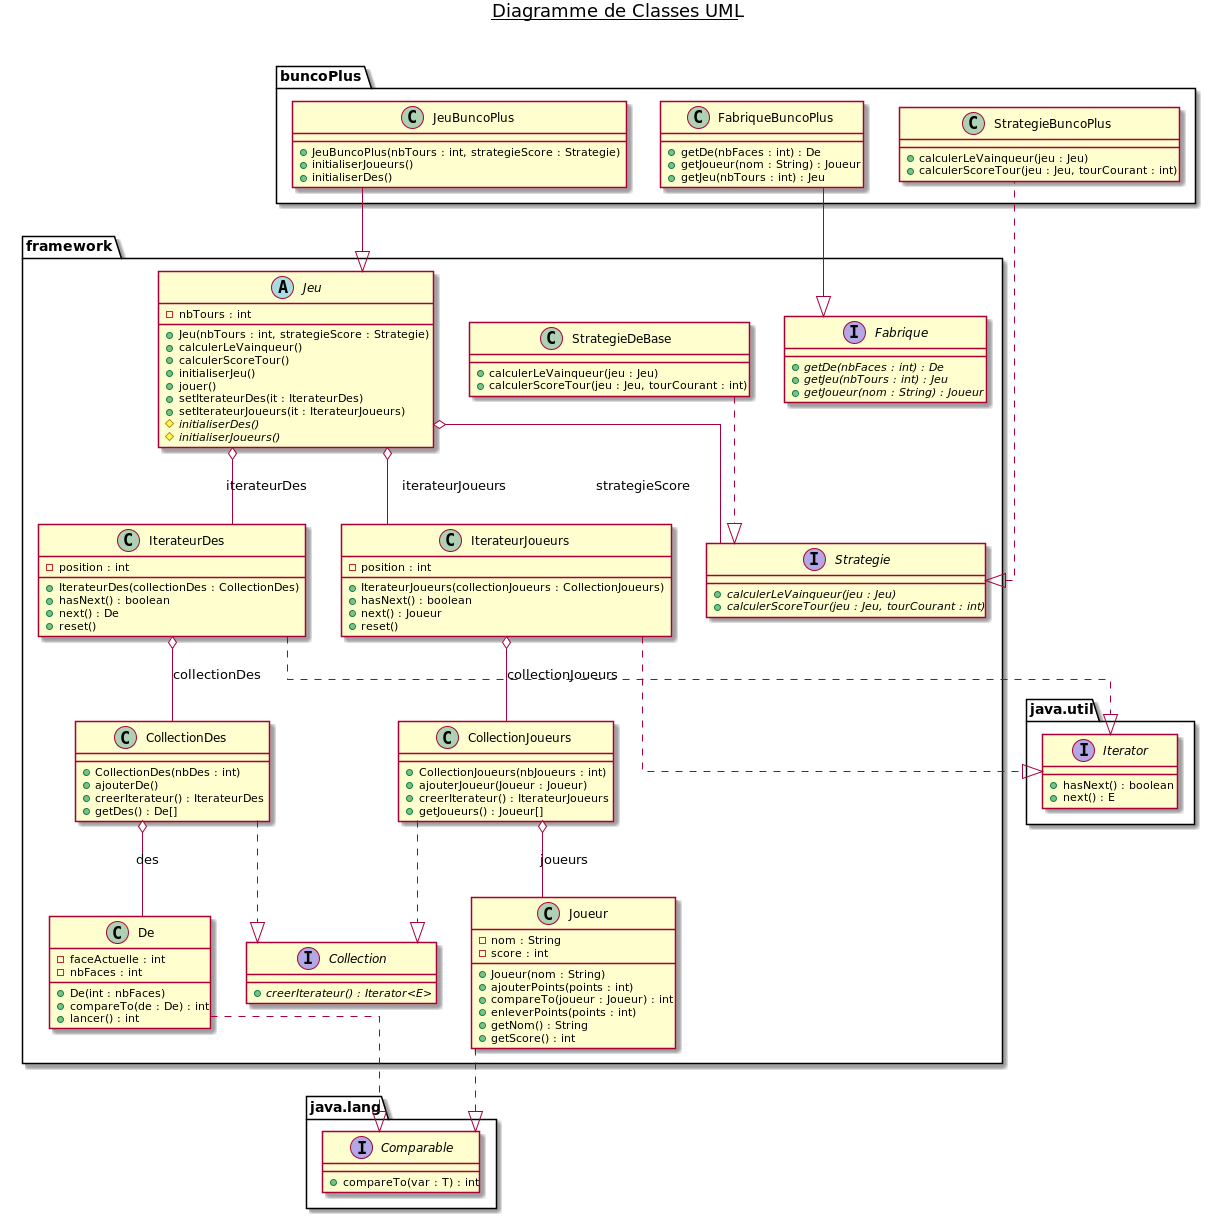 Diagramme de Classes UML
buncoPlus
C JeuBuncoPlus
JeuBuncoPlus(nbTours : int, strategieScore : Strategie)
initialiserJoueurs()
initialiserDes()
C FabriqueBuncoPlus
getDe(nbFaces : int) : De
getJoueur(nom : String) : Joueur
getJeu(nbTours : int) : Jeu
C StrategieBuncoPlus
calculerLeVainqueur(jeu : Jeu)
calculerScoreTour(jeu : Jeu, tourCourant : int)
framework
A Jeu
nbTours : int
Jeu(nbTours : int, strategieScore : Strategie)
calculerLeVainqueur()
calculerScoreTour()
initialiserJeu()
jouer()
setIterateurDes(it : IterateurDes)
setIterateurJoueurs(it : IterateurJoueurs)
initialiserDes()
initialiserJoueurs()
C StrategieDeBase
calculerLeVainqueur(jeu : Jeu)
calculerScoreTour(jeu : Jeu, tourCourant : int)
I Fabrique
getDe(nbFaces : int) : De
getJeu(nbTours : int) : Jeu
getJoueur(nom : String) : Joueur
iterateurDes
iterateurJoueurs
strategieScore
C IterateurDes
position : int
IterateurDes(collectionDes : CollectionDes)
hasNext() : boolean
next() : De
reset()
C IterateurJoueurs
position : int
IterateurJoueurs(collectionJoueurs : CollectionJoueurs)
hasNext() : boolean
next() : Joueur
reset()
I Strategie
calculerLeVainqueur(jeu : Jeu)
calculerScoreTour(jeu : Jeu, tourCourant : int)
collectionDes
collectionJoueurs
java.util
I Iterator
hasNext() : boolean
next() : E
C CollectionDes
CollectionDes(nbDes : int)
ajouterDe()
creerIterateur() : IterateurDes
getDes() : De[]
C CollectionJoueurs
CollectionJoueurs(nbJoueurs : int)
ajouterJoueur(Joueur : Joueur)
creerIterateur() : IterateurJoueurs
getJoueurs() : Joueur[]
des
joueurs
C De
faceActuelle : int
nbFaces : int
De(int : nbFaces)
compareTo(de : De) : int
lancer() : int
I Collection
creerIterateur() : Iterator<E>
C Joueur
nom : String
score : int
Joueur(nom : String)
ajouterPoints(points : int)
compareTo(joueur : Joueur) : int
enleverPoints(points : int)
getNom() : String
getScore() : int
java.lang
I Comparable
compareTo(var : T) : int